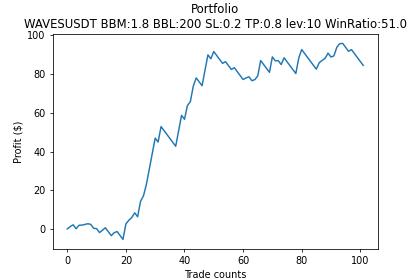 Portfolio
WAVESUSDT BBM:1.8 BBL:200 SL:0.2 TP:0.8 lev:10 WinRatio:51.0
100
80
60
40
20
0
Profit ($)
0 20 40 60 80 100
Trade counts